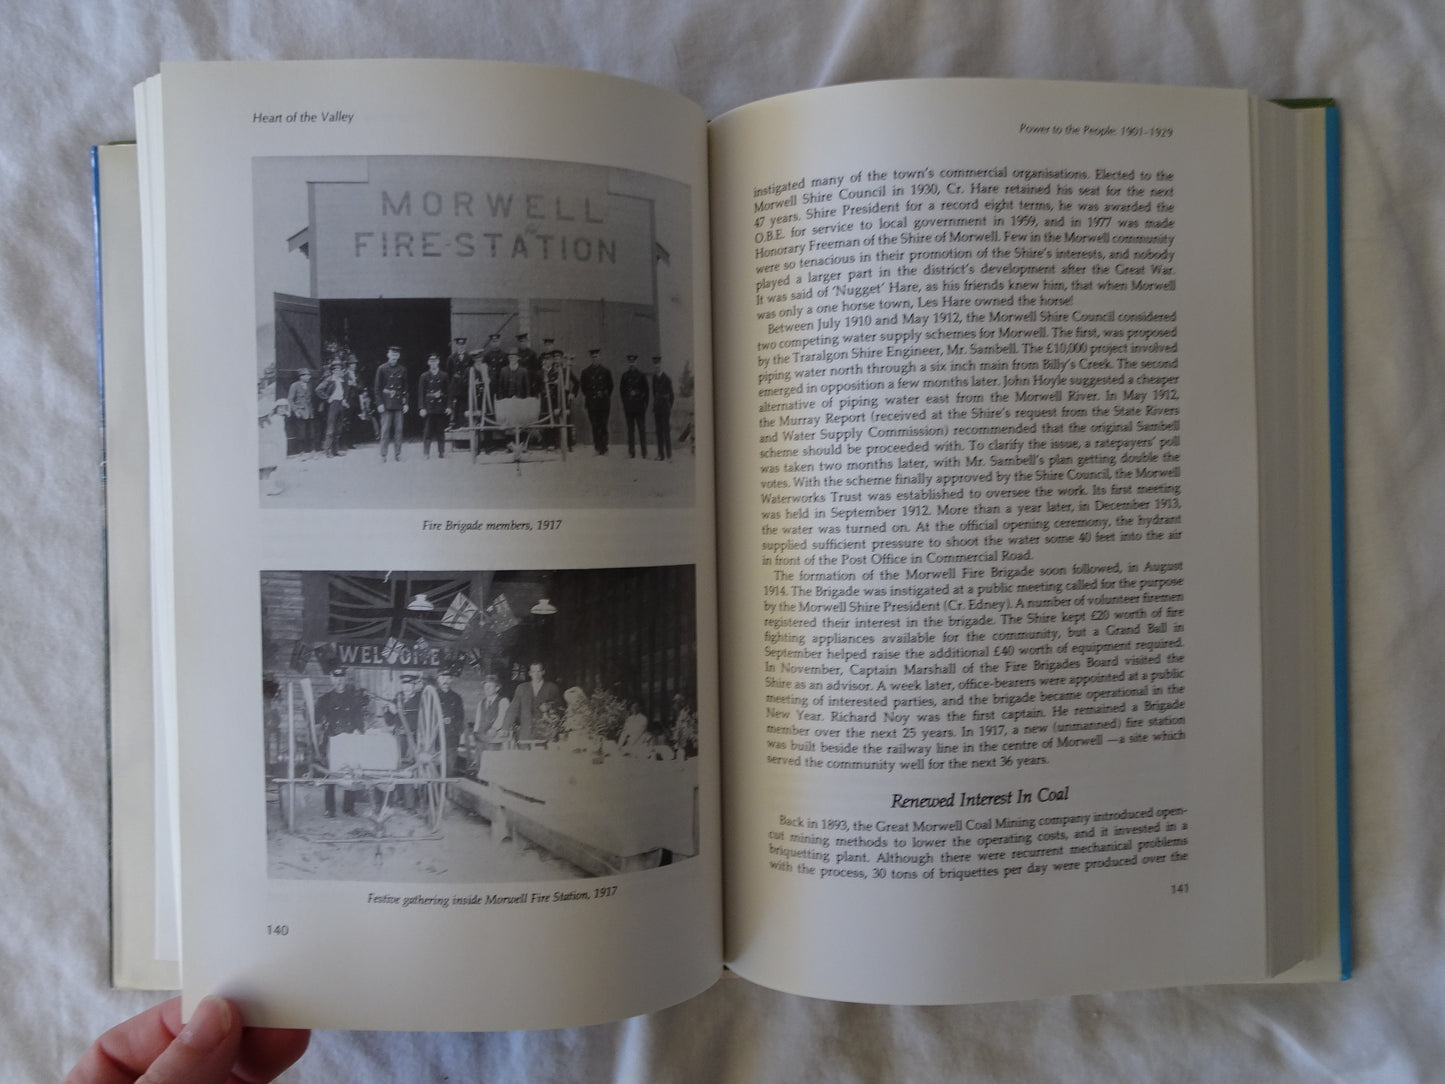 Heart of the Valley
MORWELL
FIRE-STATION
Fire Brigade members, 1917
WELCOME
Festive gathering inside Morwell Fire Station, 1917
140
Power to the People: 1901–1929
instigated many of the town's commercial organisations. Elected to the
Morwell Shire Council in 1930, Cr. Hare retained his seat for the next
47 years. Shire President for a record eight terms, he was awarded the
O.B.E. for service to local government in 1959, and in 1977 was made
Honorary Freeman of the Shire of Morwell. Few in the Morwell community
were so tenacious in their promotion of the Shire's interests, and nobody
played a larger part in the district's development after the Great War.
It was said of 'Nugget' Hare, as his friends knew him, that when Morwell
was only a one horse town, Les Hare owned the horse!
Between July 1910 and May 1912, the Morwell Shire Council considered
two competing water supply schemes for Morwell. The first, was proposed
by the Traralgon Shire Engineer, Mr. Sambell. The £10,000 project involved
piping water north through a six inch main from Billy's Creek. The second
emerged in opposition a few months later. John Hoyle suggested a cheaper
alternative of piping water east from the Morwell River. In May 1912,
the Murray Report (received at the Shire's request from the State Rivers
and Water Supply Commission) recommended that the original Sambell
scheme should be proceeded with. To clarify the issue, a ratepayers' poll
was taken two months later, with Mr. Sambell's plan getting double the
votes. With the scheme finally approved by the Shire Council, the Morwell
Waterworks Trust was established to oversee the work. Its first meeting
was held in September 1912. More than a year later, in December 1913,
the water was turned on. At the official opening ceremony, the hydrant
supplied sufficient pressure to shoot the water some 40 feet into the air
in front of the Post Office in Commercial Road.
The formation of the Morwell Fire Brigade soon followed, in August
1914. The Brigade was instigated at a public meeting called for the purpose
by the Morwell Shire President (Cr. Edney). A number of volunteer firemen
registered their interest in the brigade. The Shire kept £20 worth of fire
fighting appliances available for the community, but a Grand Ball in
September helped raise the additional £40 worth of equipment required.
In November, Captain Marshall of the Fire Brigades Board visited the
Shire as an advisor. A week later, office-bearers were appointed at a public
meeting of interested parties, and the brigade became operational in the
New Year. Richard Noy was the first captain. He remained a Brigade
member over the next 25 years. In 1917, a new (unmanned) fire station
was built beside the railway line in the centre of Morwell —a site which
served the community well for the next 36 years.
Renewed Interest In Coal
Back in 1893, the Great Morwell Coal Mining company introduced open-
cut mining methods to lower the operating costs, and it invested in a
briquetting plant. Although there were recurrent mechanical problems
with the process, 30 tons of briquettes per day were produced over the
141